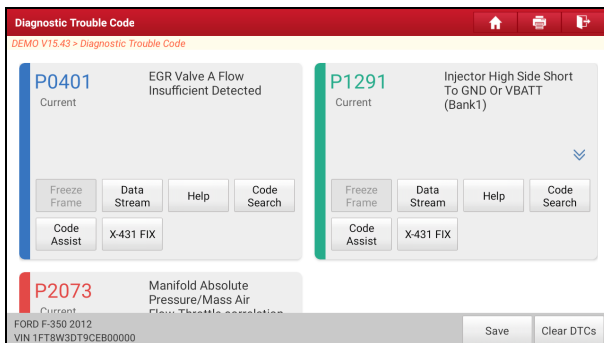 Diagnostic Trouble Code
DEMO V15.43 > Diagnostic Trouble Code
P0401
Current
EGR Valve A Flow
Insufficient Detected
Freeze
Frame
Data
Stream
Help
Code
Search
Code
Assist
X-431 FIX
P1291
Current
Injector High Side Short
To GND Or VBATT
(Bank1)
Freeze
Frame
Data
Stream
Help
Code
Search
Code
Assist
X-431 FIX
P2073
Current
Manifold Absolute
Pressure/Mass Air
Flow Throttle correlation
FORD F-350 2012
VIN 1FT8W3DT9CEB00000
Save
Clear DTCs